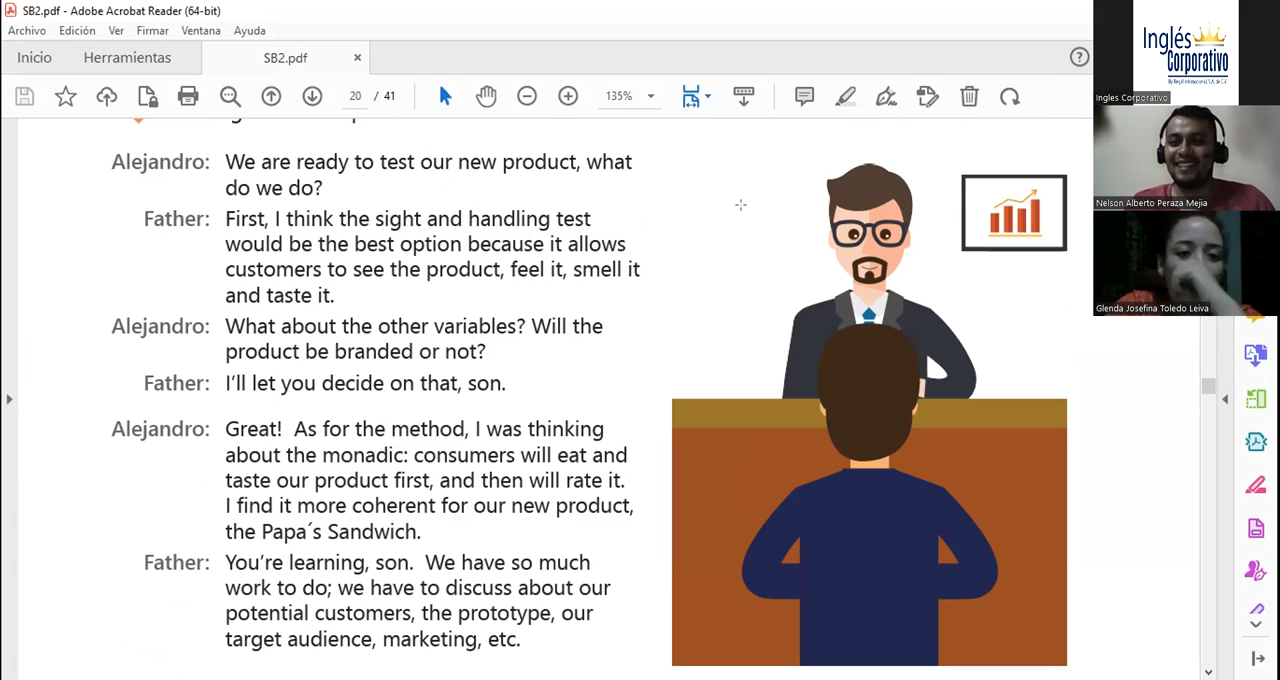 SB2.pdf - Adobe Acrobat Reader (64-bit)
Archivo Edición Ver Firmar Ventana Ayuda
Inicio Herramientas SB2.pdf ×
20 / 41 135%
Alejandro: We are ready to test our new product, what
do we do?
Father: First, I think the sight and handling test
would be the best option because it allows
customers to see the product, feel it, smell it
and taste it.
Alejandro: What about the other variables? Will the
product be branded or not?
Father: I'll let you decide on that, son.
Alejandro: Great! As for the method, I was thinking
about the monadic: consumers will eat and
taste our product first, and then will rate it.
I find it more coherent for our new product,
the Papa´s Sandwich.
Father: You're learning, son. We have so much
work to do; we have to discuss about our
potential customers, the prototype, our
target audience, marketing, etc.
Inglés
Corporativo
Ingles Corporativo
Nelson Alberto Peraza Mejia
Glenda Josefina Toledo Leiva